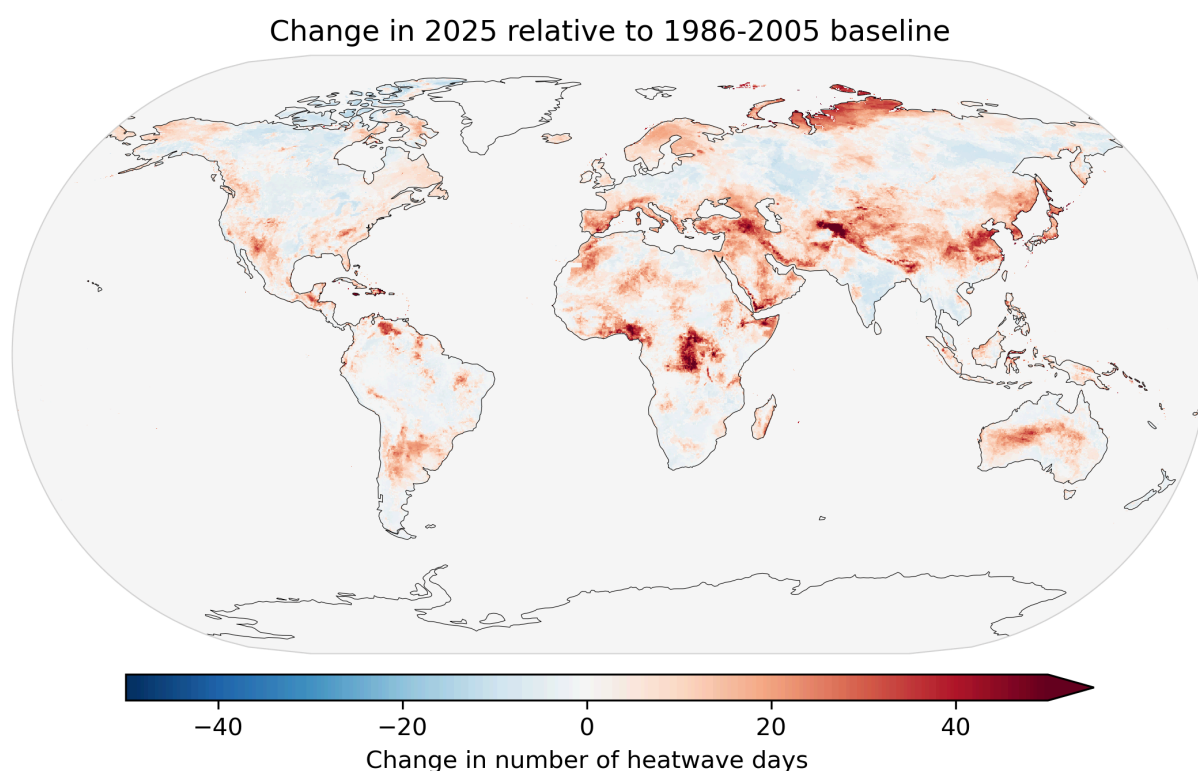 Change in 2025 relative to 1986-2005 baseline
−40 −20 0 20 40
Change in number of heatwave days